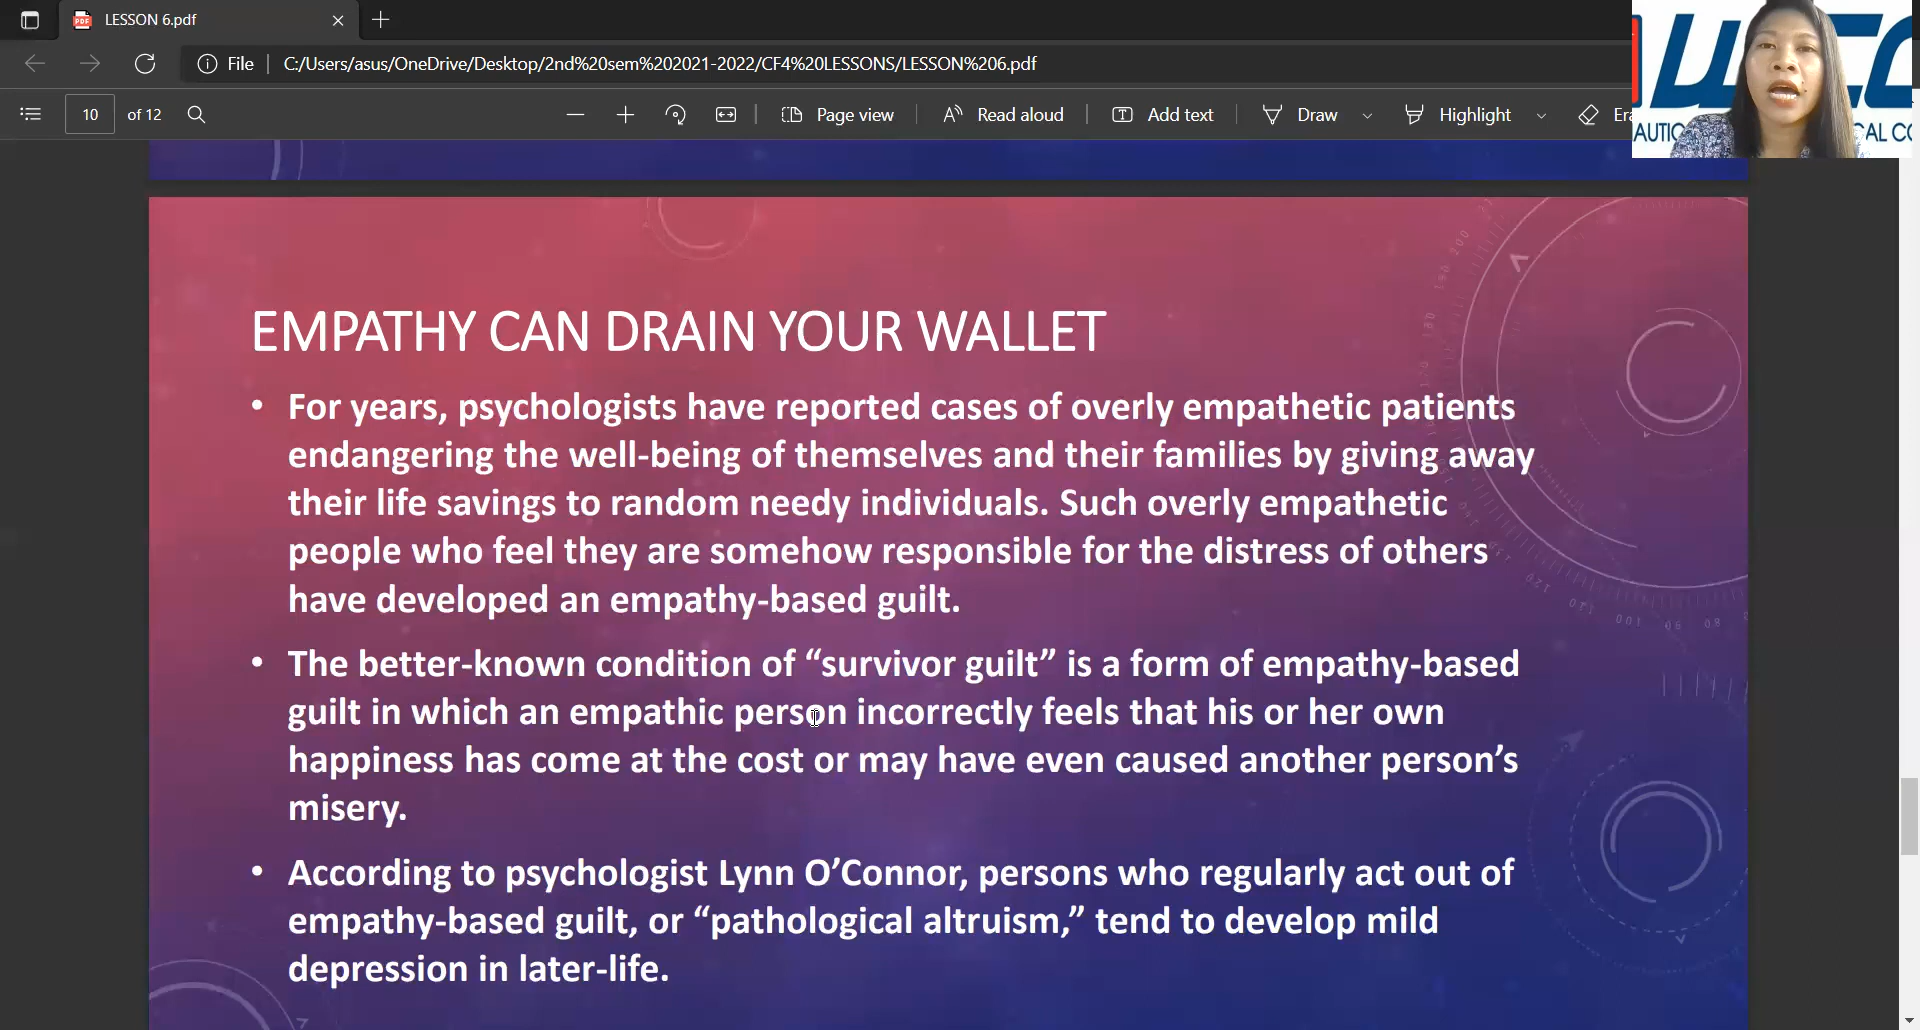 LESSON 6.pdf
File
C:/Users/asus/OneDrive/Desktop/2nd%20sem%202021-2022/CF4%20LESSONS/LESSON%206.pdf
10 of 12
Page view
Read aloud
Add text
Draw
Highlight
EMPATHY CAN DRAIN YOUR WALLET
• For years, psychologists have reported cases of overly empathetic patients
endangering the well-being of themselves and their families by giving away
their life savings to random needy individuals. Such overly empathetic
people who feel they are somehow responsible for the distress of others
have developed an empathy-based guilt.
• The better-known condition of “survivor guilt” is a form of empathy-based
guilt in which an empathic person incorrectly feels that his or her own
happiness has come at the cost or may have even caused another person’s
misery.
• According to psychologist Lynn O’Connor, persons who regularly act out of
empathy-based guilt, or “pathological altruism,” tend to develop mild
depression in later-life.